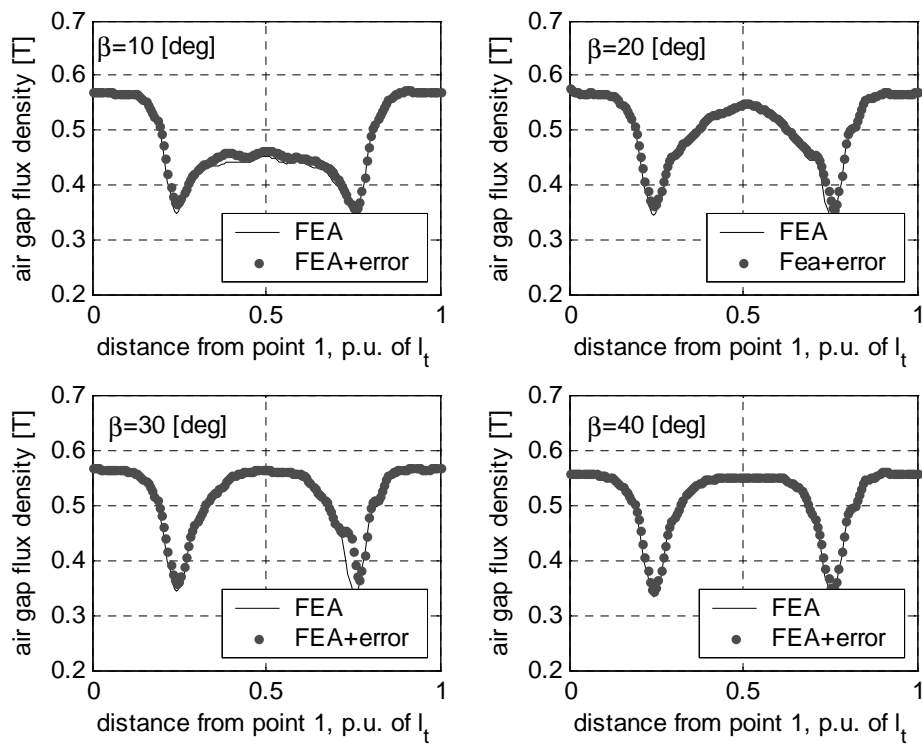 β=10 [deg]
air gap flux density [T]
0.7
0.6
0.5
0.4
0.3
0.2
FEA
FEA+error
0 0.5 1
distance from point 1, p.u. of l_t
β=20 [deg]
air gap flux density [T]
0.7
0.6
0.5
0.4
0.3
0.2
FEA
Fea+error
0 0.5 1
distance from point 1, p.u. of l_t
β=30 [deg]
air gap flux density [T]
0.7
0.6
0.5
0.4
0.3
0.2
FEA
FEA+error
0 0.5 1
distance from point 1, p.u. of l_t
β=40 [deg]
air gap flux density [T]
0.7
0.6
0.5
0.4
0.3
0.2
FEA
FEA+error
0 0.5 1
distance from point 1, p.u. of l_t